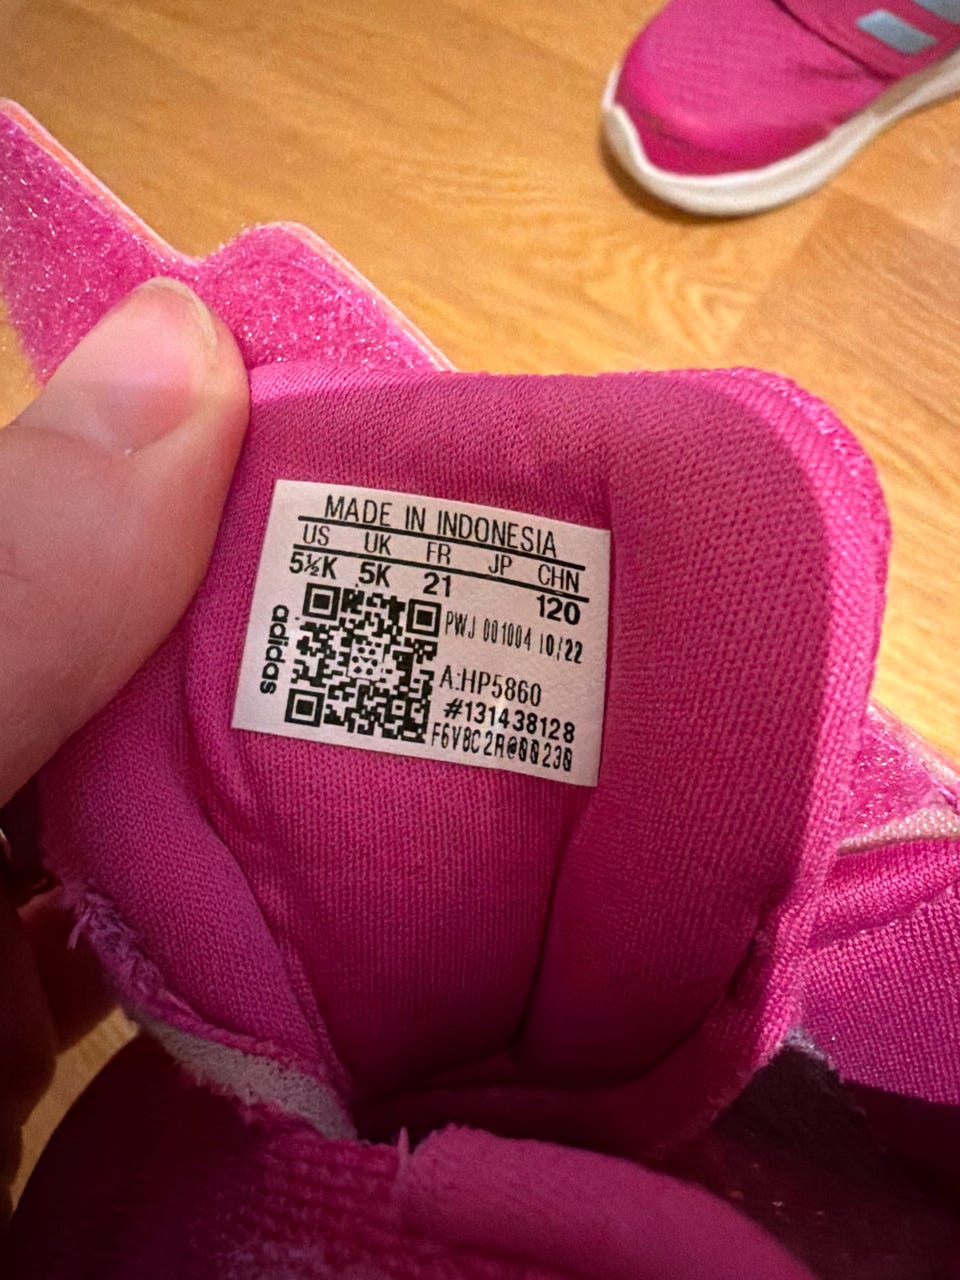 MADE IN INDONESIA
US UK FR JP CHN
5½K 5K 21 120
adidas
PWJ 001004 10/22
A:HP5860
#131438128
F6V8C2R@00230